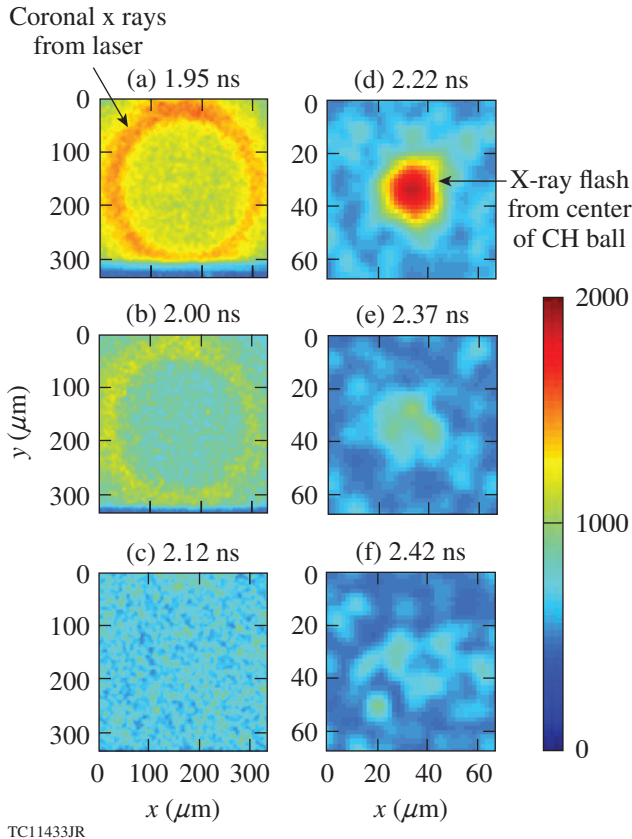 Coronal x rays
from laser
(a) 1.95 ns
0
100
200
300
(d) 2.22 ns
0
20
40
60
X-ray flash
from center
of CH ball
(b) 2.00 ns
0
100
200
300
y (μm)
(e) 2.37 ns
0
20
40
60
(c) 2.12 ns
0
100
200
300
0 100 200 300
x (μm)
(f) 2.42 ns
0
20
40
60
0 20 40 60
x (μm)
2000
1000
0
TC11433JR